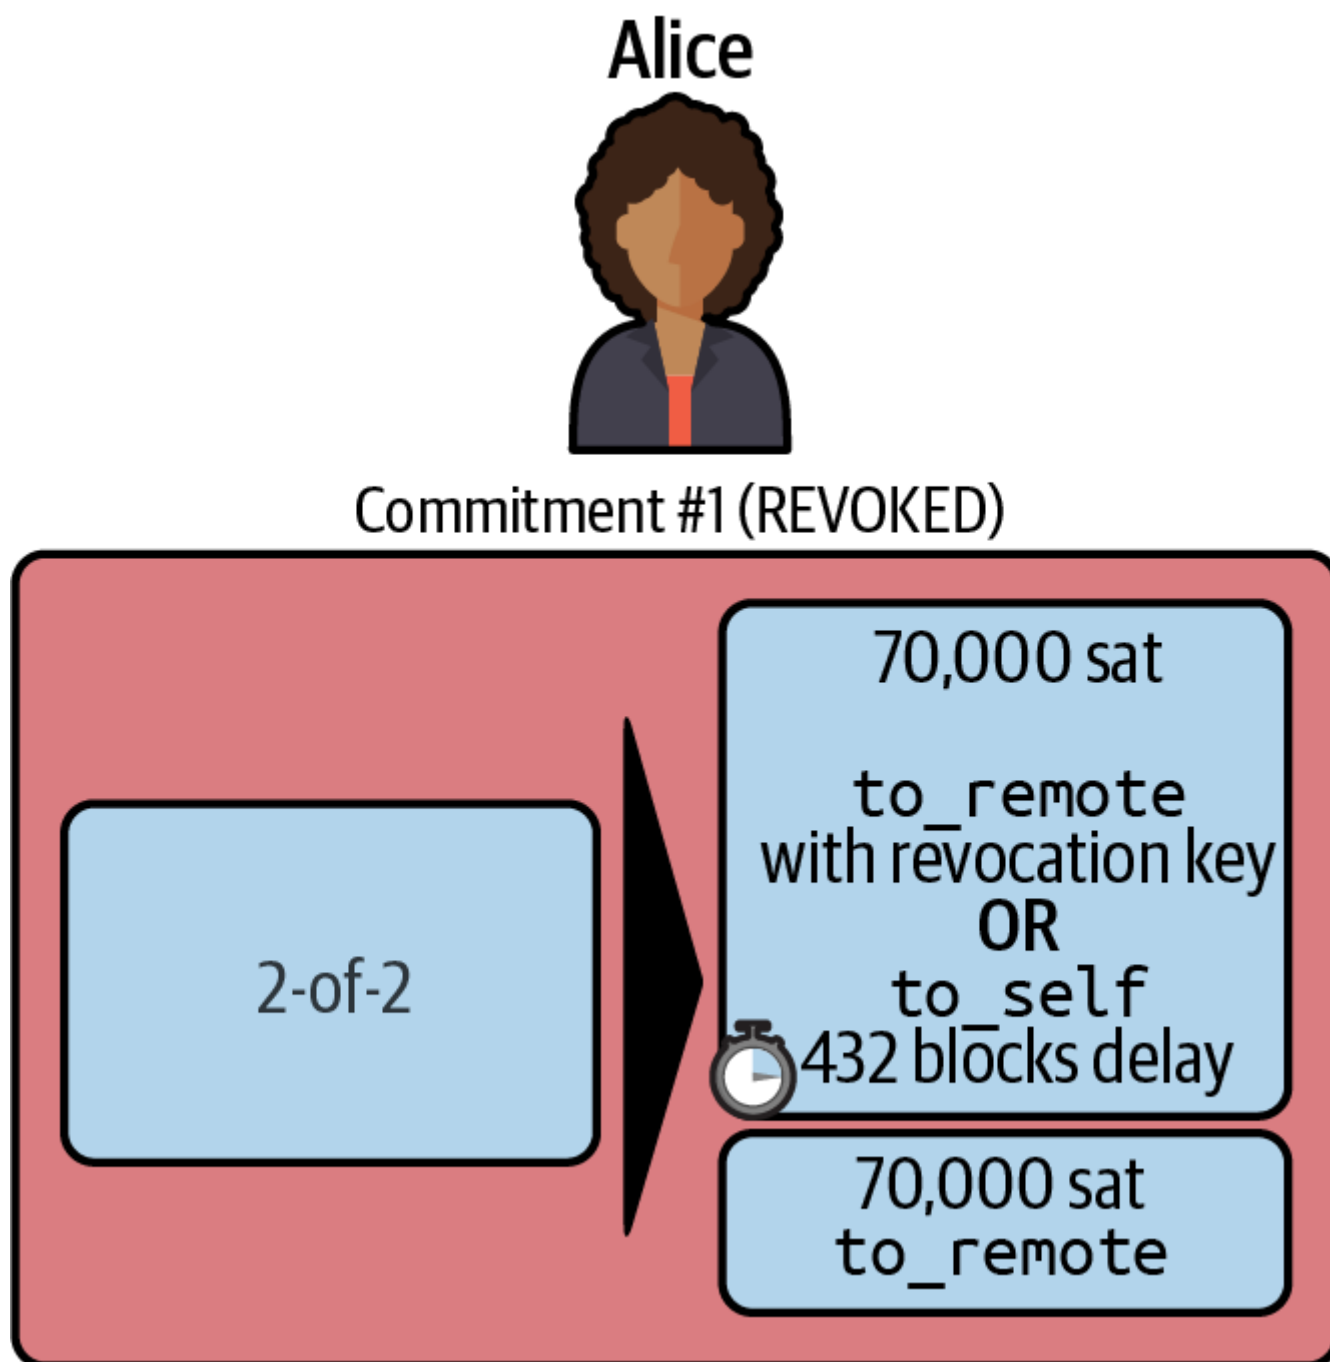 Alice
Commitment #1 (REVOKED)
2-of-2
70,000 sat
to_remote
with revocation key
OR
to_self
432 blocks delay
70,000 sat
to_remote